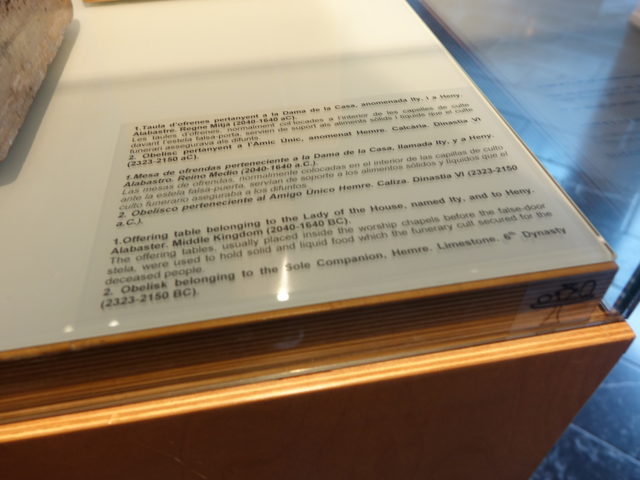 1.Taula d'ofrenes pertanyent a la Dama de la Casa, anomenada Ity, i a Heny.
Alabastre. Regne Mitjà (2040-1640 aC).
Les Taules d'ofrenes, normalment col·locades a l'interior de les capelles de culte
davant l'estela falsa-porta, servien de suport als aliments sòlids i líquids que el culte
funerari assegurava als difunts.
2. Obelisc pertanyent a l'Amic Únic, anomenat Hemre. Calcària. Dinastia VI
(2323-2150 aC).
1.Mesa de ofrendas perteneciente a la Dama de la Casa, llamada Ity, y a Heny.
Alabastro. Reino Medio (2040-1640 a.C.).
Las mesas de ofrendas, normalmente colocadas en el interior de las capillas de culto
ante la estela falsa-puerta, servían de soporte a los alimentos sólidos y líquidos que el
culto funerario aseguraba a los difuntos.
2. Obelisco perteneciente al Amigo Único Hemre. Caliza. Dinastía VI (2323-2150
a.C.).
1.Offering table belonging to the Lady of the House, named Ity, and to Heny.
Alabaster. Middle Kingdom (2040-1640 BC).
The offering tables, usually placed inside the worship chapels before the false-door
stela, were used to hold solid and liquid food which the funerary cult secured for the
deceased people.
2. Obelisk belonging to the Sole Companion, Hemre. Limestone. 6th Dynasty
(2323-2150 BC).